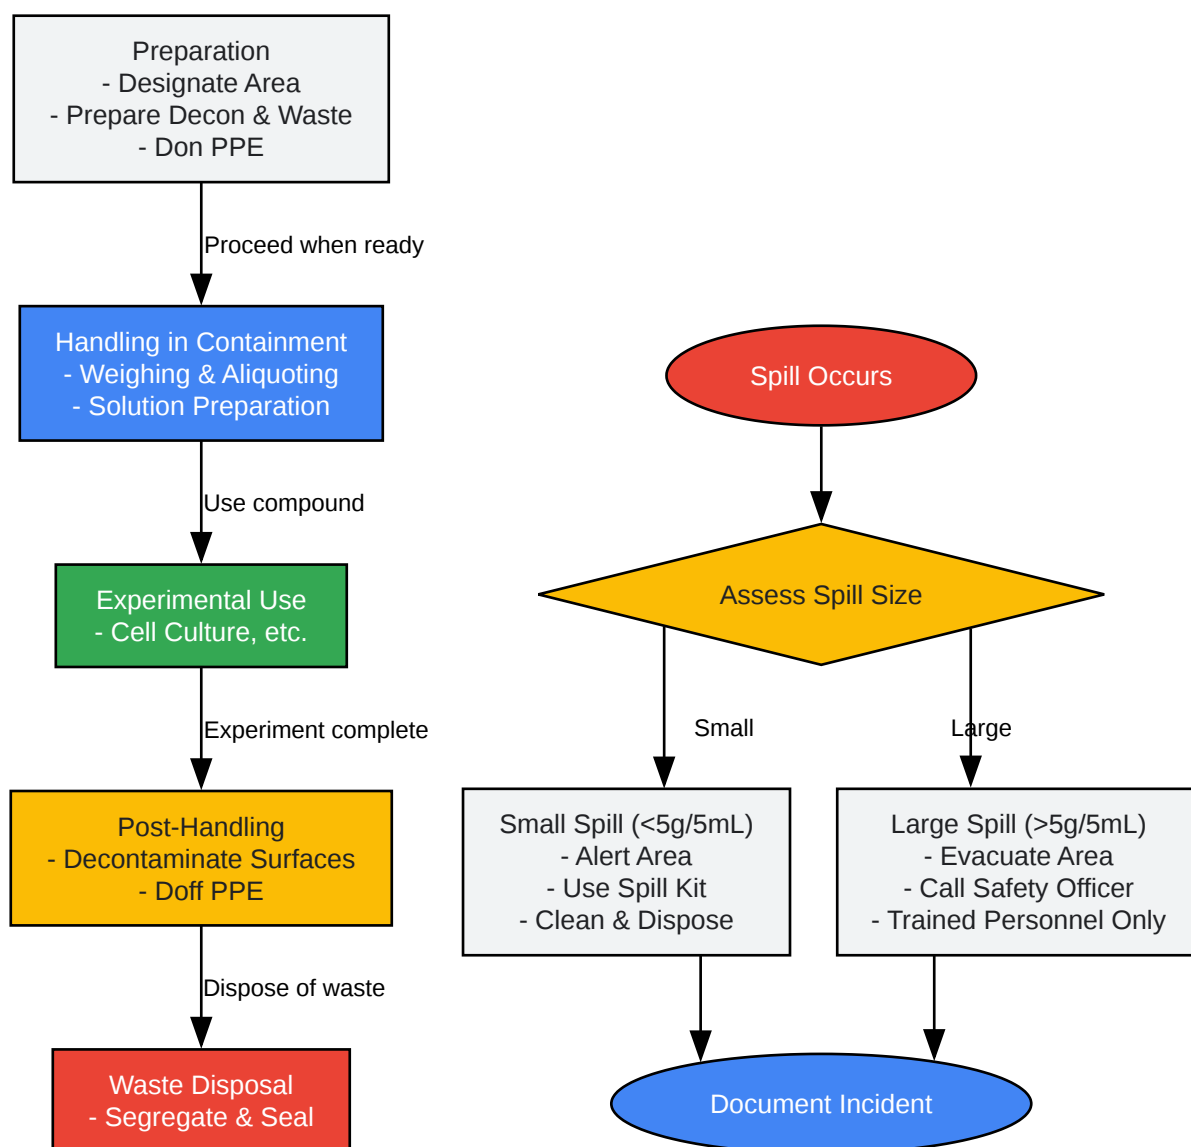 Preparation
- Designate Area
- Prepare Decon & Waste
- Don PPE
Proceed when ready
Handling in Containment
- Weighing & Aliquoting
- Solution Preparation
Use compound
Experimental Use
- Cell Culture, etc.
Experiment complete
Post-Handling
- Decontaminate Surfaces
- Doff PPE
Dispose of waste
Waste Disposal
- Segregate & Seal
Spill Occurs
Assess Spill Size
Small
Large
Small Spill (<5g/5mL)
- Alert Area
- Use Spill Kit
- Clean & Dispose
Large Spill (>5g/5mL)
- Evacuate Area
- Call Safety Officer
- Trained Personnel Only
Document Incident